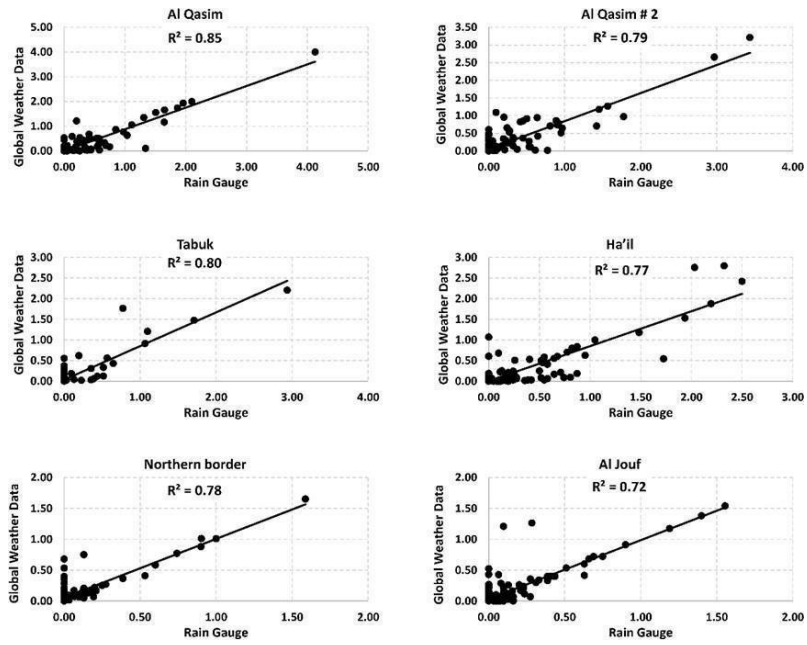 Al Qasim
R² = 0.85
Global Weather Data
5.00
4.00
3.00
2.00
1.00
0.00
0.00 1.00 2.00 3.00 4.00 5.00
Rain Gauge
Al Qasim # 2
R² = 0.79
Global Weather Data
3.50
3.00
2.50
2.00
1.50
1.00
0.50
0.00
0.00 1.00 2.00 3.00 4.00
Rain Gauge
Tabuk
R² = 0.80
Global Weather Data
3.00
2.50
2.00
1.50
1.00
0.50
0.00
0.00 1.00 2.00 3.00 4.00
Rain Gauge
Ha'il
R² = 0.77
Global Weather Data
3.00
2.50
2.00
1.50
1.00
0.50
0.00
0.00 0.50 1.00 1.50 2.00 2.50 3.00
Rain Gauge
Northern border
R² = 0.78
Global Weather Data
2.00
1.50
1.00
0.50
0.00
0.00 0.50 1.00 1.50 2.00
Rain Gauge
Al Jouf
R² = 0.72
Global Weather Data
2.00
1.50
1.00
0.50
0.00
0.00 0.50 1.00 1.50 2.00
Rain Gauge